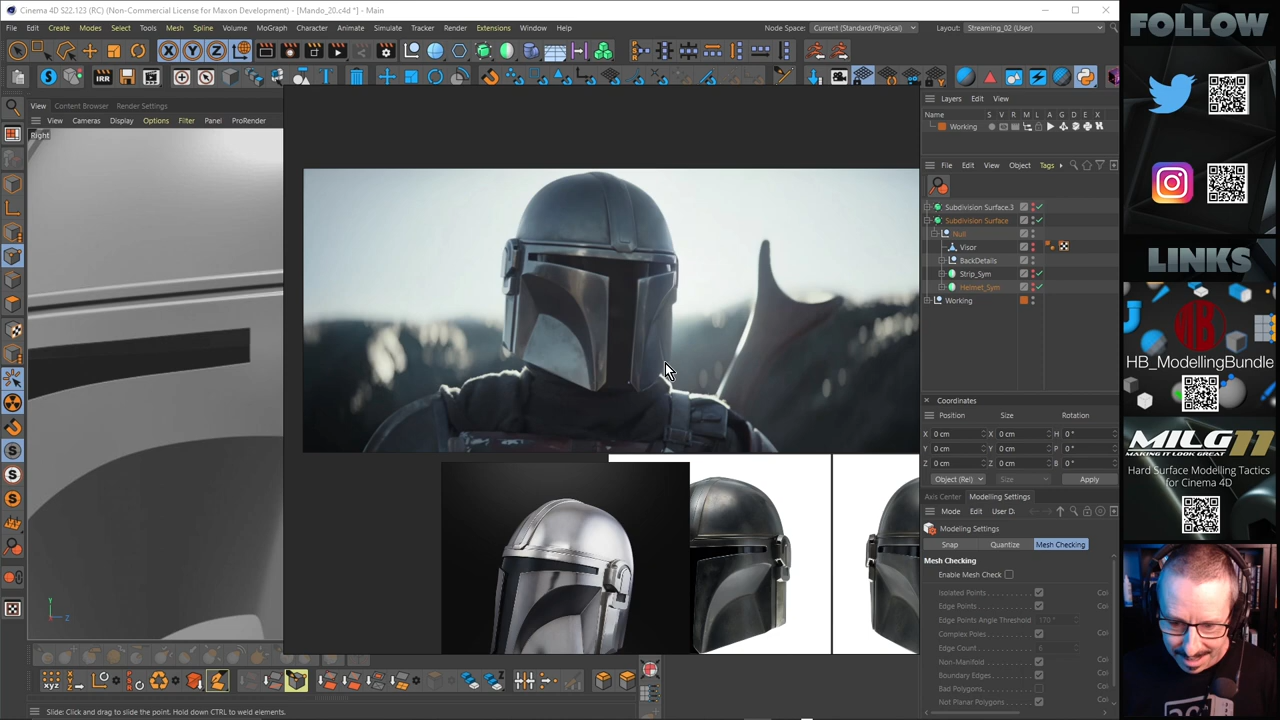 Cinema 4D S22.123 (RC) (Non-Commercial License for Maxon Development) - [Mando_20.c4d *] - Main
File Edit Create Modes Select Tools Mesh Spline Volume MoGraph Character Animate Simulate Tracker Render Extensions Window Help
Node Space: Current (Standard/Physical) Layout: Streaming_02 (User)
X Y Z
IRR
View Content Browser Render Settings
View Cameras Display Options Filter Panel ProRender
Right
Y
Z
xyz
Slide: Click and drag to slide the point. Hold down CTRL to weld elements.
Layers Edit View
Name S V R M L A G D E X
Working
File Edit View Object Tags
Subdivision Surface.3
Subdivision Surface
Null
Visor
BackDetails
Strip_Sym
Helmet_Sym
Working
Coordinates
Position Size Rotation
X 0 cm X 0 cm H 0 °
Y 0 cm Y 0 cm P 0 °
Z 0 cm Z 0 cm B 0 °
Object (Rel) Size Apply
Axis Center Modeling Settings
Mode Edit User D
Modeling Settings
Snap Quantize Mesh Checking
Mesh Checking
Enable Mesh Check
Isolated Points
Edge Points
Edge Points Angle Threshold 170 °
Complex Poles
Edge Count 6
Non-Manifold
Boundary Edges
Bad Polygons
Not Planar Polygons
FOLLOW
LINKS
HB
HB_ModellingBundle
MILG11
MAKING IT LOOK GREAT
Hard Surface Modelling Tactics
for Cinema 4D